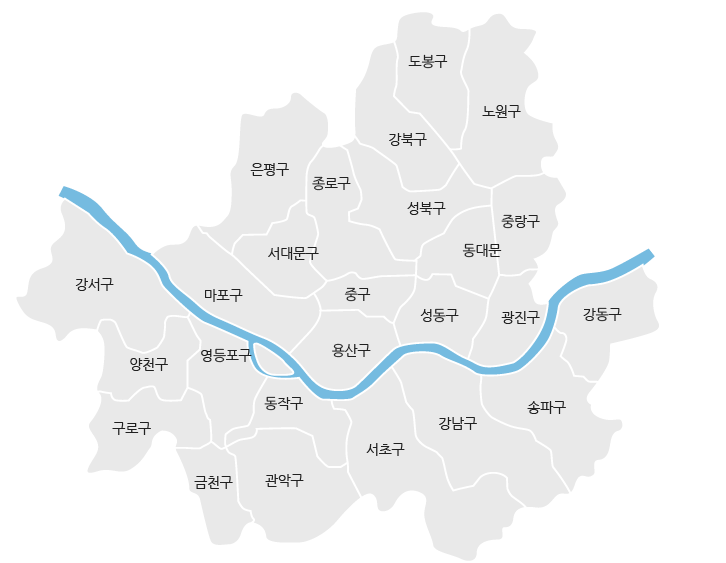 도봉구
노원구
강북구
은평구
종로구
성북구
중랑구
서대문구
동대문
강서구
마포구
중구
성동구
광진구
강동구
양천구
영등포구
용산구
동작구
송파구
구로구
강남구
서초구
금천구
관악구